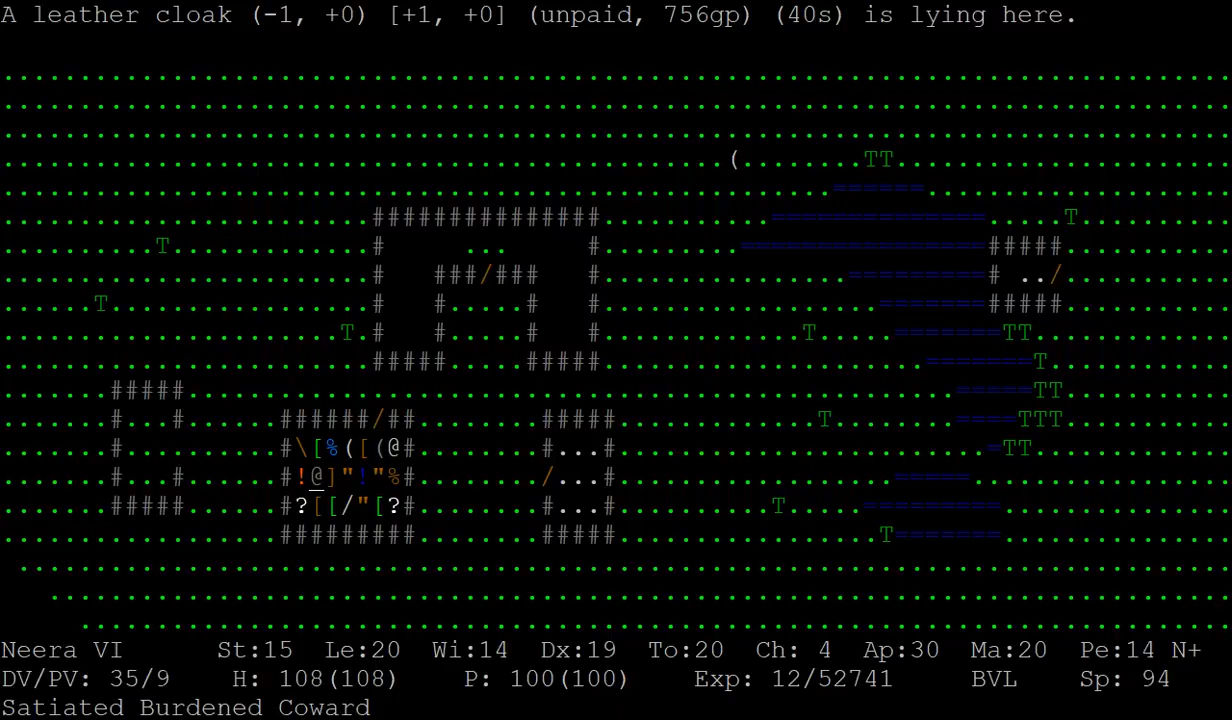 A leather cloak (-1, +0) [+1, +0] (unpaid, 756gp) (40s) is lying here.
Neera VI St:15 Le:20 Wi:14 Dx:19 To:20 Ch: 4 Ap:30 Ma:20 Pe:14 N+
DV/PV: 35/9 H: 108(108) P: 100(100) Exp: 12/52741 BVL Sp: 94
Satiated Burdened Coward